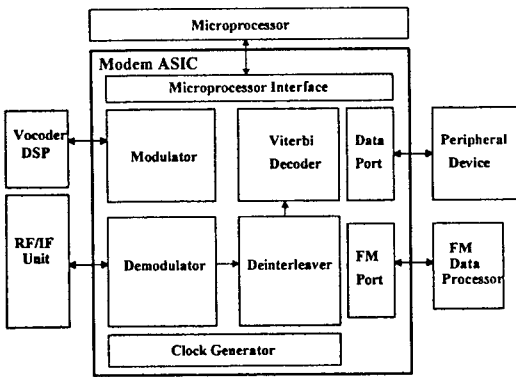 Microprocessor
Modem ASIC
Microprocessor Interface
Vocoder
DSP
Modulator
Viterbi
Decoder
Data
Port
Peripheral
Device
RF/IF
Unit
Demodulator
Deinterleaver
FM
Port
FM
Data
Processor
Clock Generator